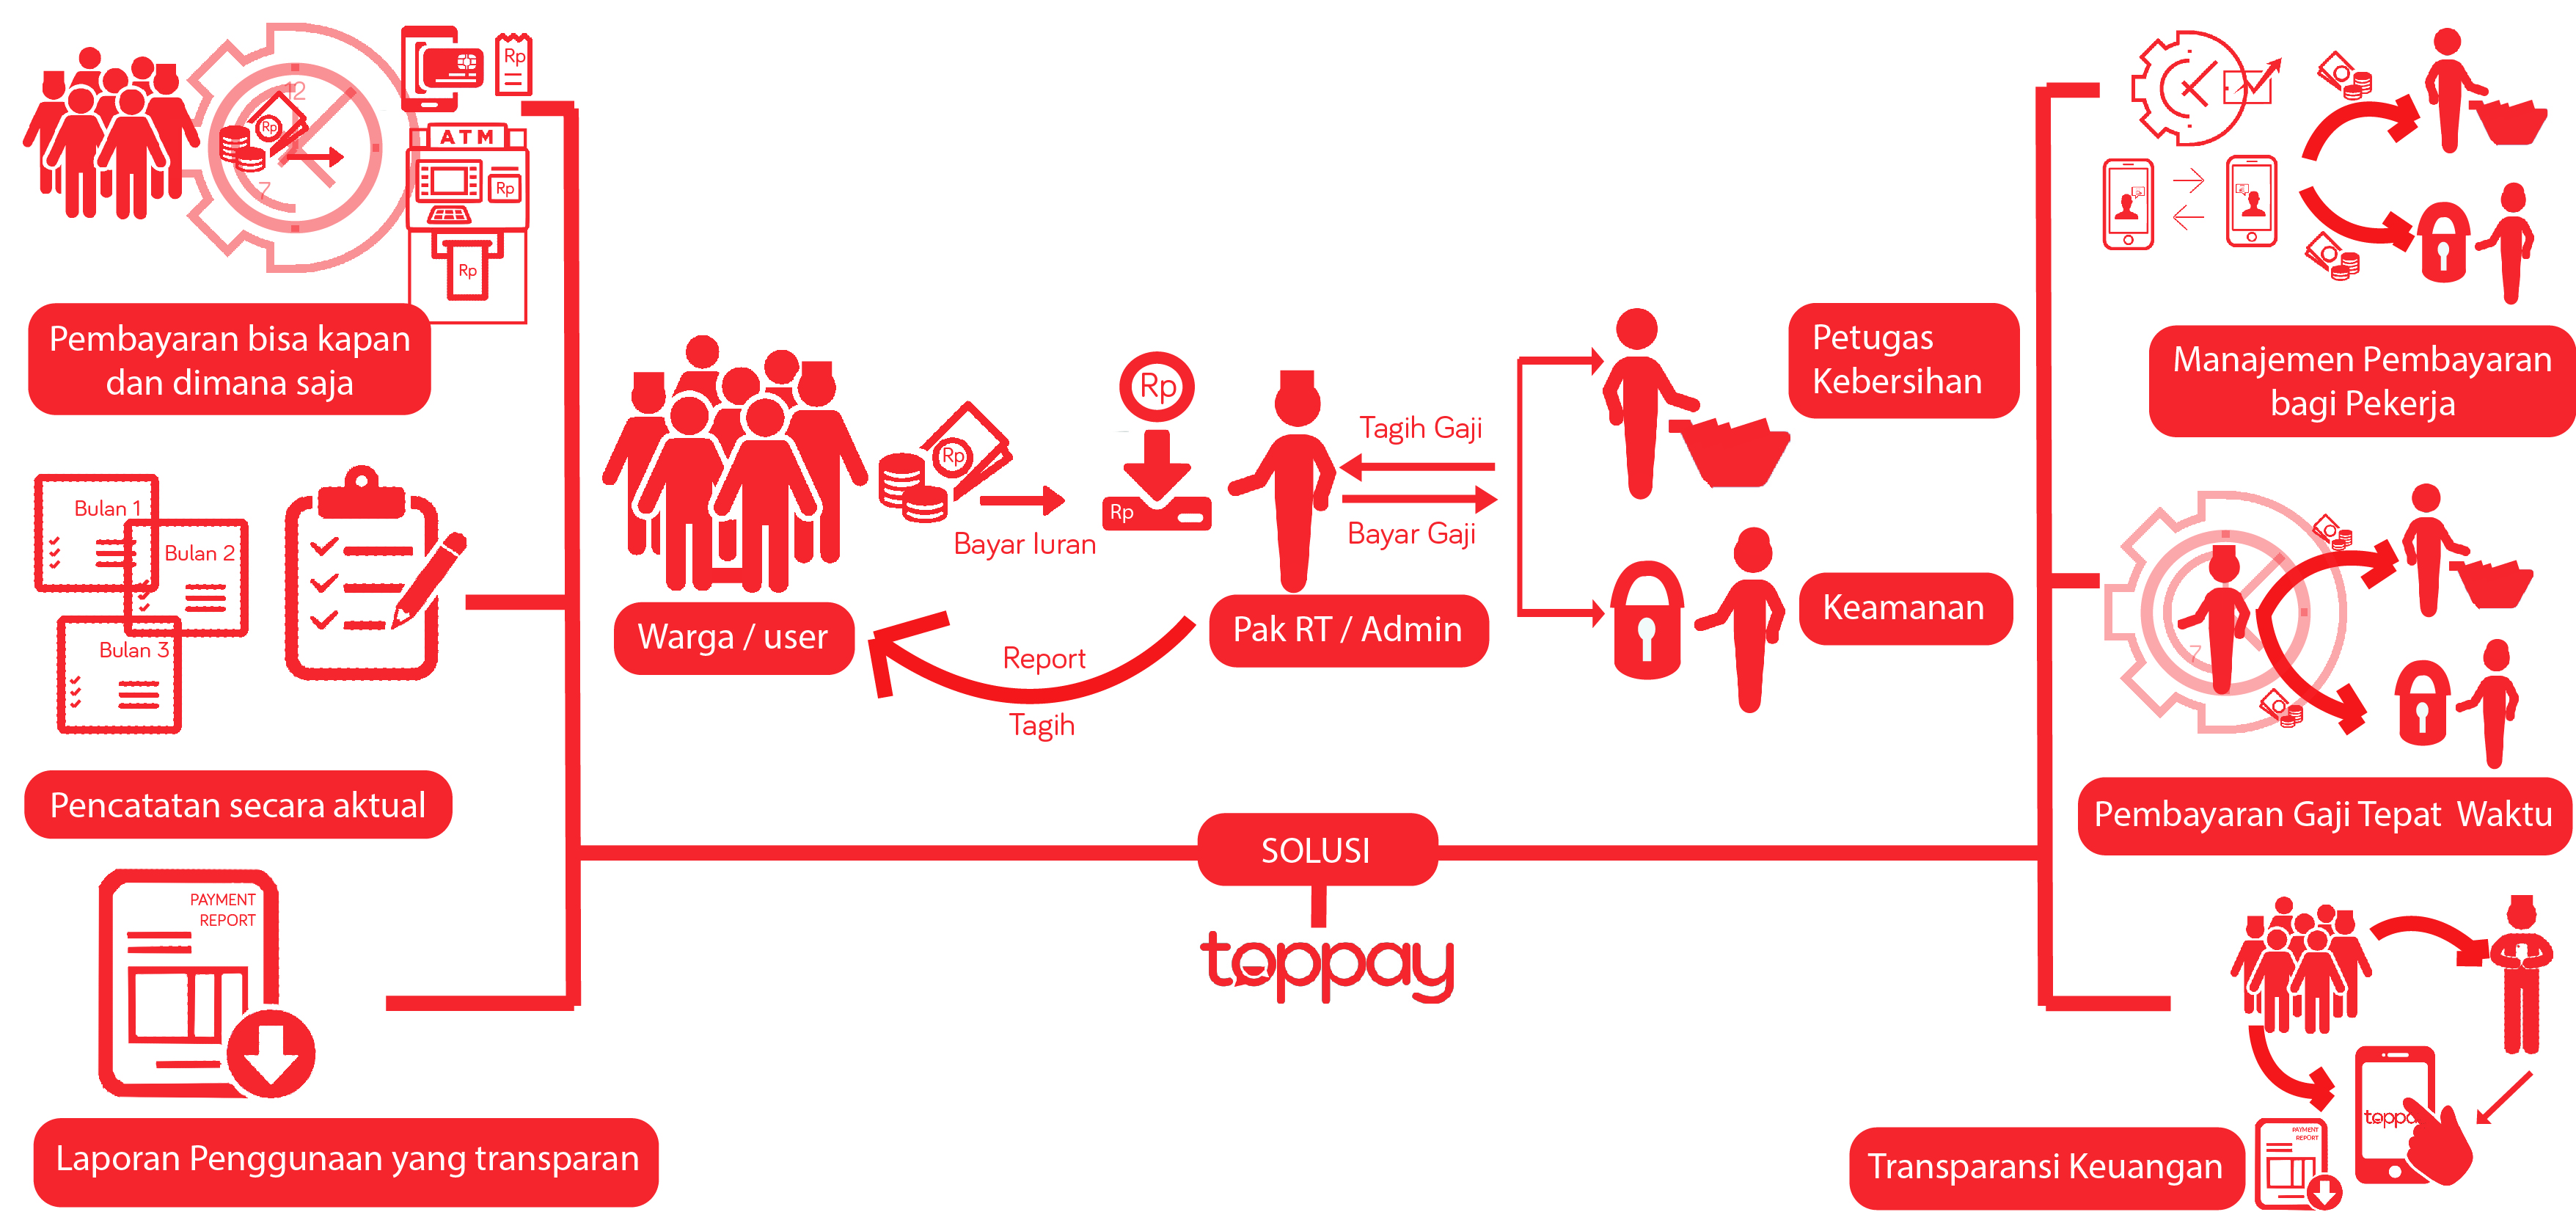 12
7
Rp
Rp
ATM
Rp
Rp
Pembayaran bisa kapan
dan dimana saja
Bulan 1
Bulan 2
Bulan 3
Pencatatan secara aktual
PAYMENT
REPORT
Laporan Penggunaan yang transparan
Rp
Bayar Iuran
Rp
Rp
Warga / user
Pak RT / Admin
Report
Tagih
Tagih Gaji
Bayar Gaji
Petugas
Kebersihan
Keamanan
SOLUSI
toppay
Manajemen Pembayaran
bagi Pekerja
7
Pembayaran Gaji Tepat  Waktu
toppa
PAYMENT
REPORT
Transparansi Keuangan